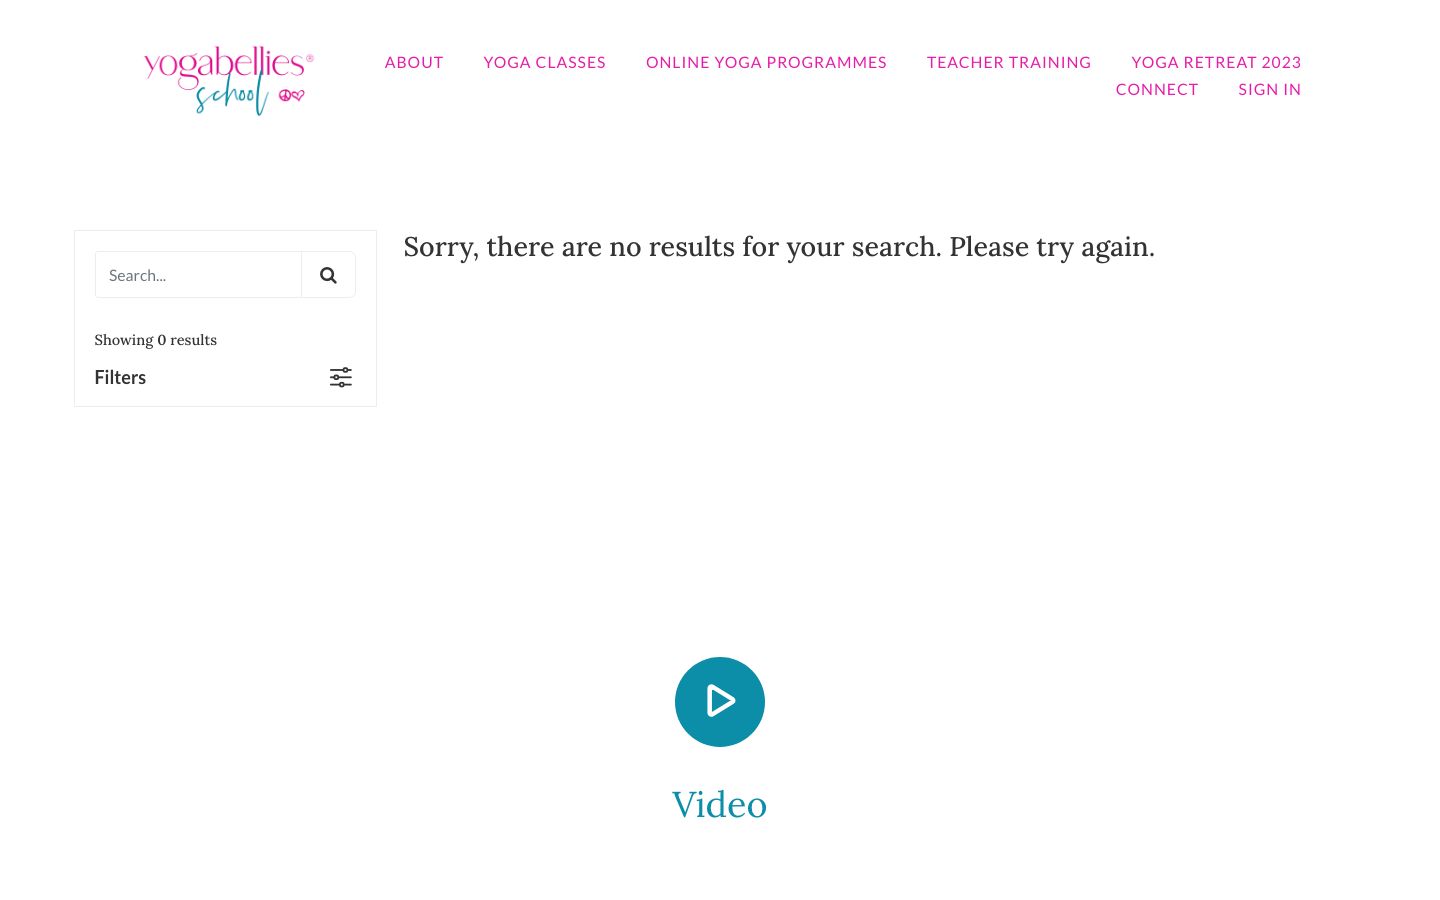 yogabellies®
school
ABOUT YOGA CLASSES ONLINE YOGA PROGRAMMES TEACHER TRAINING YOGA RETREAT 2023
CONNECT SIGN IN
Search...
Sorry, there are no results for your search. Please try again.
Showing 0 results
Filters
Video